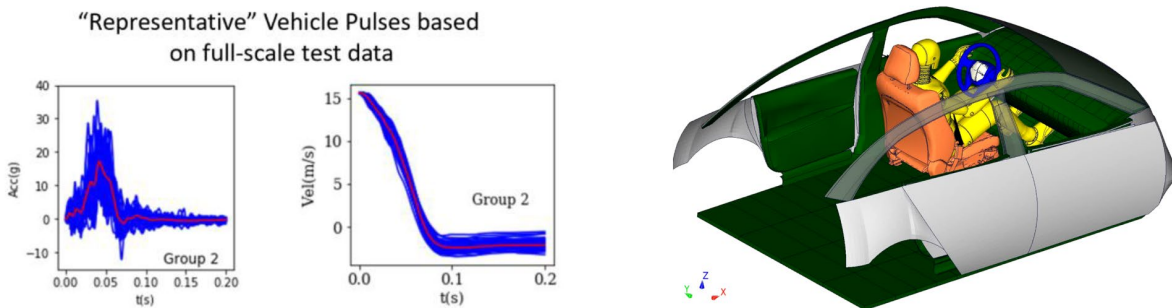 “Representative” Vehicle Pulses based
on full-scale test data
Acc(g)
40
30
20
10
0
−10
Group 2
0.00 0.05 0.10 0.15 0.20
t(s)
Vel(m/s)
15
10
5
0
Group 2
0.0 0.1 0.2
t(s)
Z
Y X